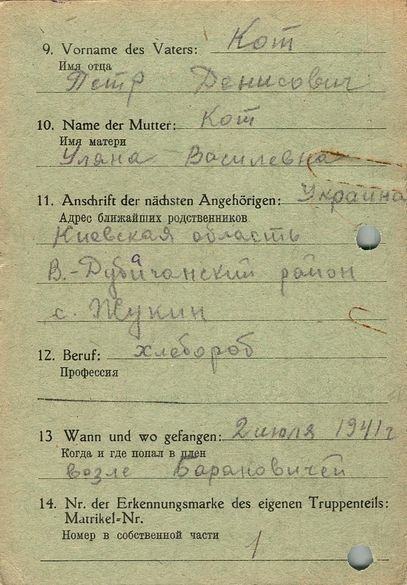 9. Vorname des Vaters: Кот
Имя отца
Петр Денисович
10. Name der Mutter: Кот
Имя матери
Уляна Василевна
11. Anschrift der nächsten Angehörigen: Украина
Адрес ближайших родственников
Киевская область
В.-Дубичанский район
с. Жукин
12. Beruf: хлебороб
Профессия
13 Wann und wo gefangen: 2 июля 1941 г
Когда и где попал в плен
возле Барановичей
14. Nr. der Erkennungsmarke des eigenen Truppenteils:
Matrikel-Nr.
Номер в собственной части
1